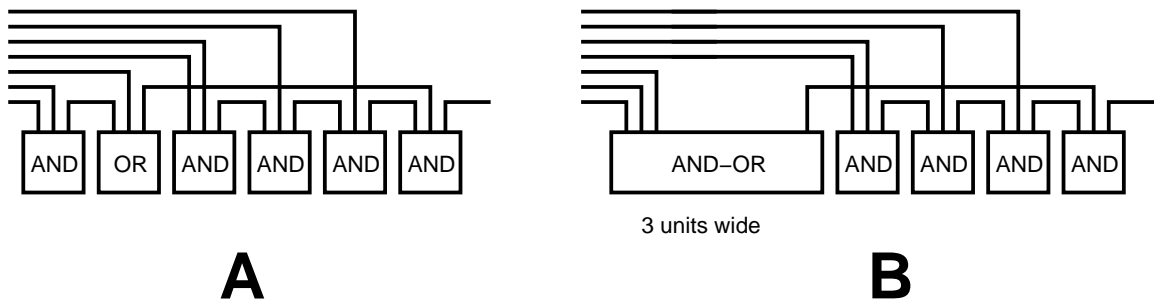 AND OR AND AND AND AND
AND−OR AND AND AND AND
3 units wide
A
B